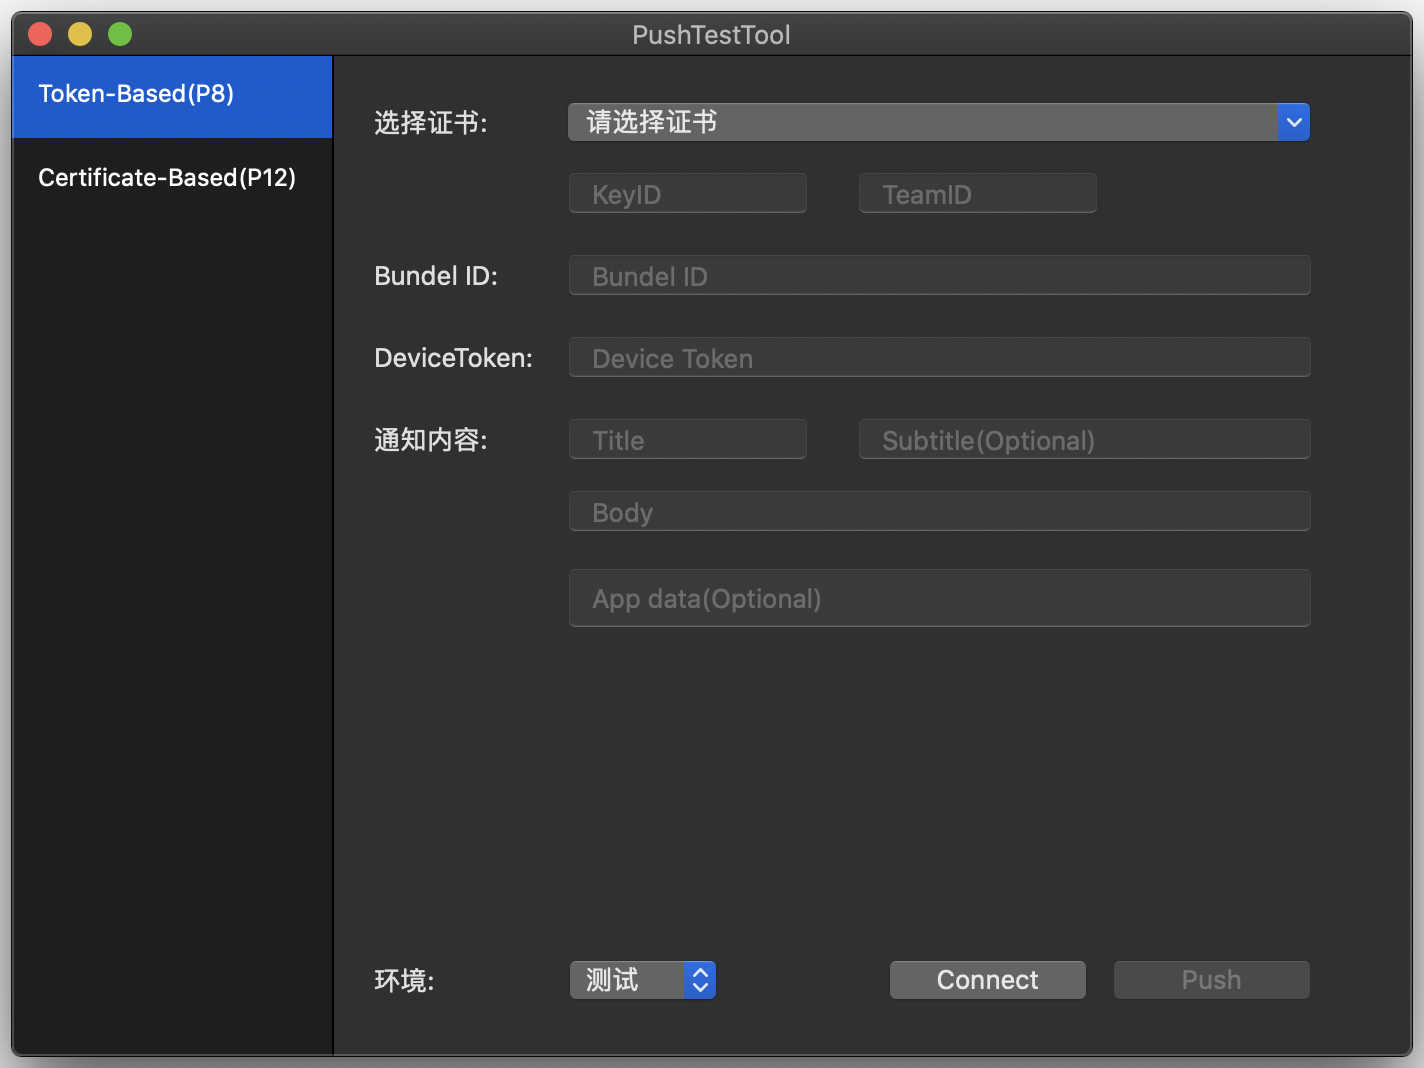 PushTestTool
Token-Based(P8)
Certificate-Based(P12)
选择证书: 请选择证书
KeyID TeamID
Bundel ID: Bundel ID
DeviceToken: Device Token
通知内容: Title Subtitle(Optional)
Body
App data(Optional)
环境: 测试 Connect Push